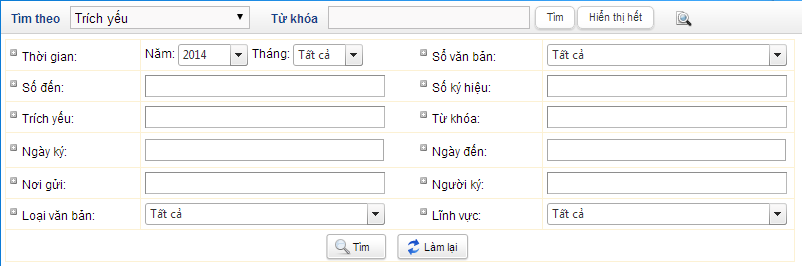 Tìm theo Trích yếu Từ khóa Tìm Hiển thị hết
Thời gian: Năm: 2014 Tháng: Tất cả Sổ văn bản: Tất cả
Số đến: Số ký hiệu:
Trích yếu: Từ khóa:
Ngày ký: Ngày đến:
Nơi gửi: Người ký:
Loại văn bản: Tất cả Lĩnh vực: Tất cả
Tìm Làm lại